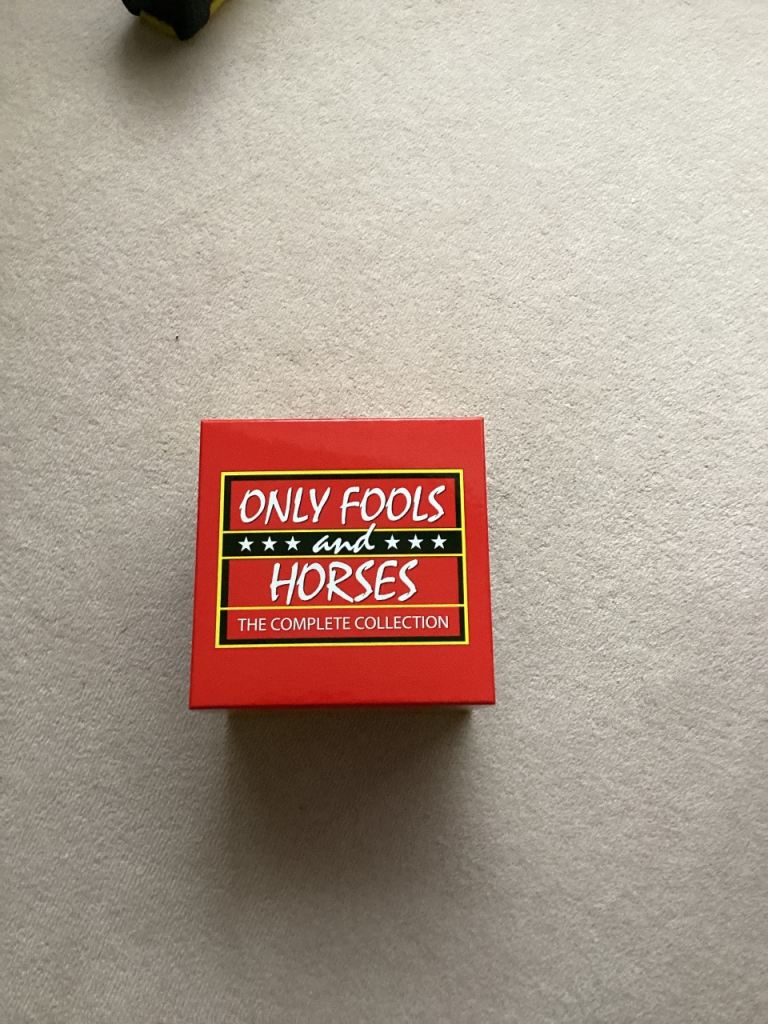 ONLY FOOLS
★ ★ ★ and ★ ★ ★
HORSES
THE COMPLETE COLLECTION